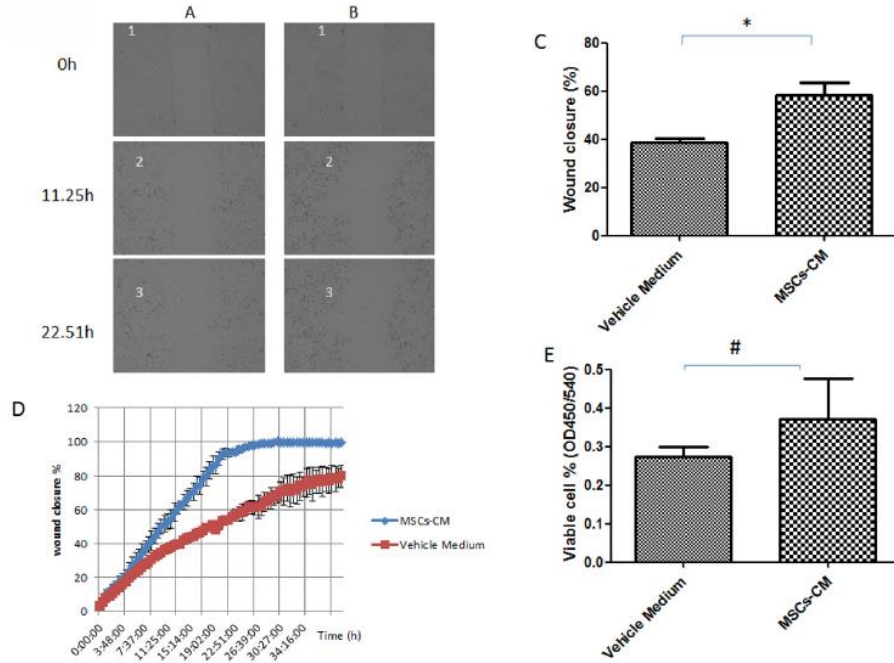 A B
0h
1 1
11.25h
2 2
22.51h
3 3
C
*
80
60
40
20
0
Wound closure (%)
Vehicle Medium
MSCs-CM
D
120
100
80
60
40
20
0
wound closure %
0:00:00
3:48:00
7:37:00
11:25:00
15:14:00
19:02:00
22:51:00
26:39:00
30:27:00
34:16:00
Time (h)
MSCs-CM
Vehicle Medium
E
#
0.5
0.4
0.3
0.2
0.1
0.0
Viable cell % (OD450/540)
Vehicle Medium
MSCs-CM